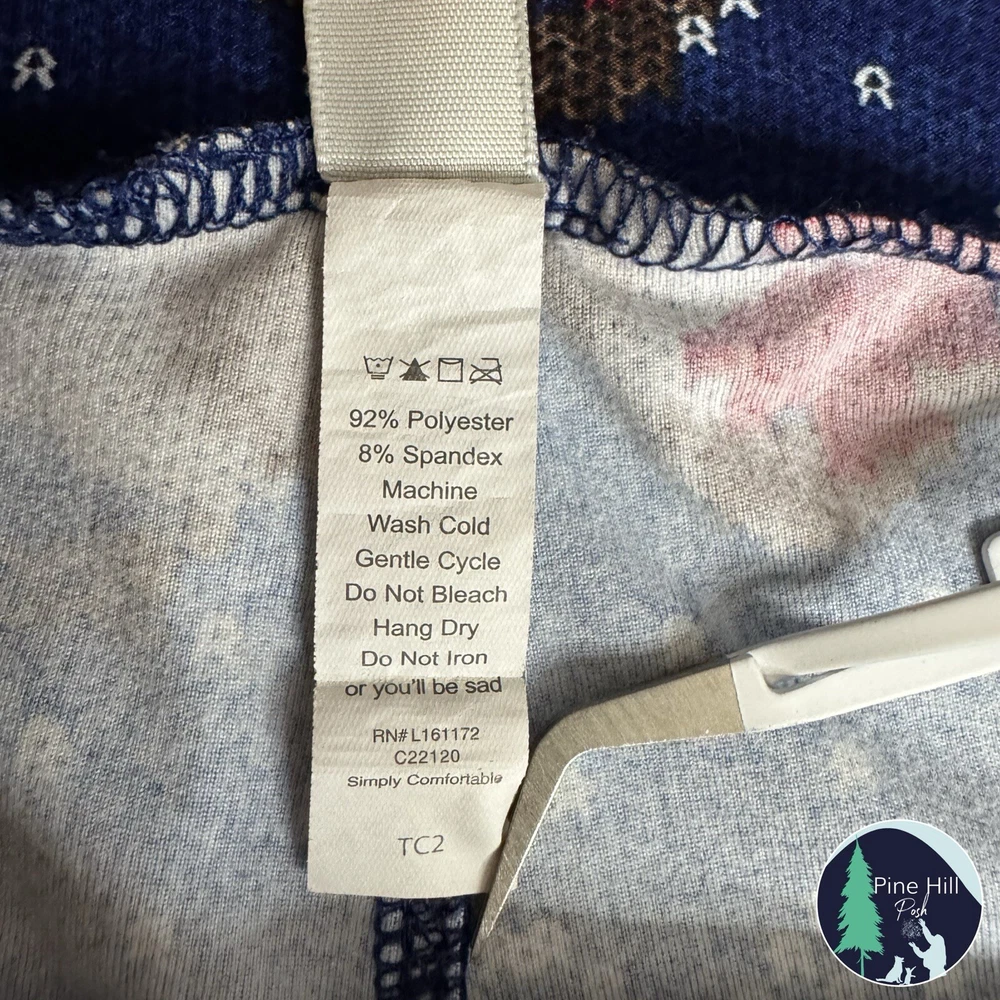 92% Polyester
8% Spandex
Machine
Wash Cold
Gentle Cycle
Do Not Bleach
Hang Dry
Do Not Iron
or you'll be sad
RN# L161172
C22120
Simply Comfortable
TC2
Pine Hill
Posh